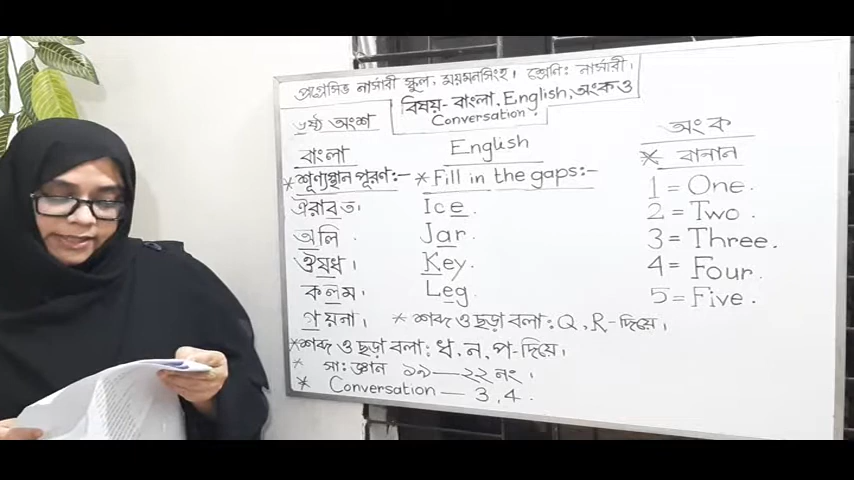 প্রোগ্রেসিভ নার্সারী স্কুল, ময়মনসিংহ। শ্রেনি: নার্সারী।
বিষয়- বাংলা, English, অংক ও
Conversation.
৬ষ্ঠ অংশ
বাংলা
* শূণ্যস্থান পূরণ:-
ঐরাবত।
অলি।
ঔষধ।
কলম।
গয়না।
English
* Fill in the gaps:-
Ice.
Jar.
Key.
Leg.
* শব্দ ও ছড়া বলা: Q, R-দিয়ে।
অংক
* বানান
1 = One.
2 = Two.
3 = Three.
4 = Four.
5 = Five.
* শব্দ ও ছড়া বলা: ধ, ন, প-দিয়ে।
* সা: জ্ঞান ১৯—২২ নং।
* Conversation — 3, 4.